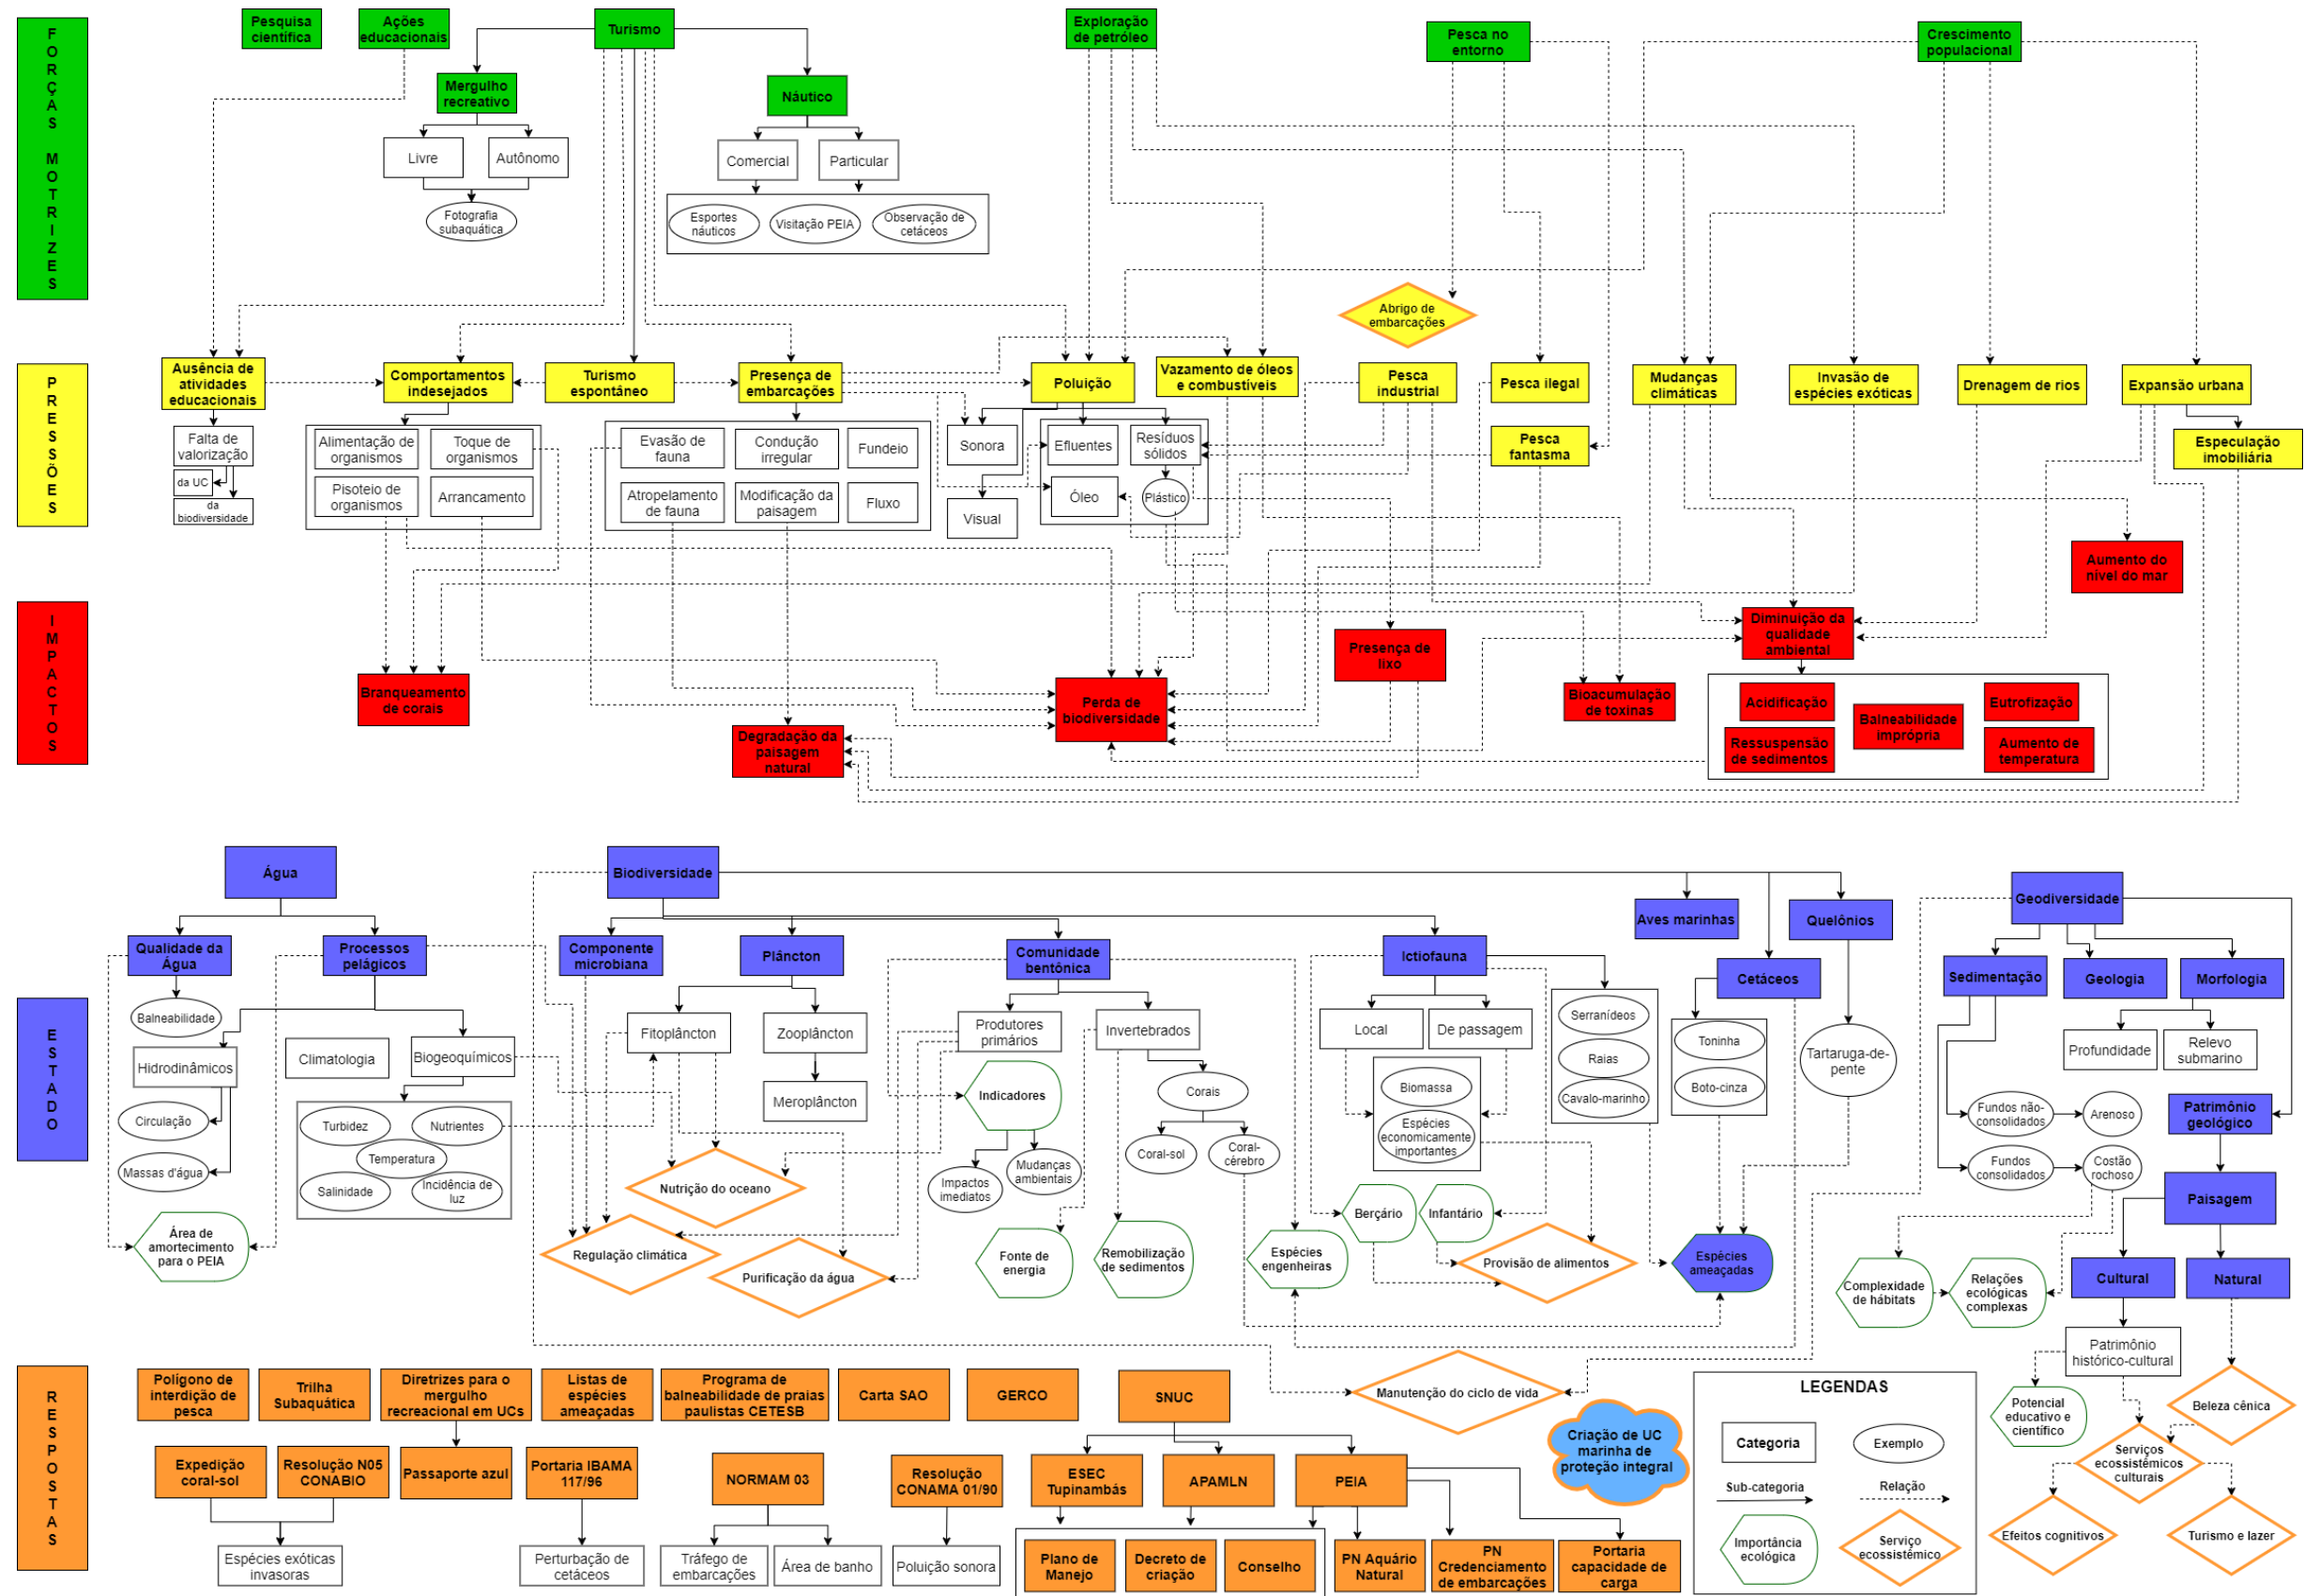 FORÇAS MOTRIZES
Pesquisa
científica
Ações
educacionais
Turismo
Exploração
de petróleo
Pesca no
entorno
Crescimento
populacional
Mergulho
recreativo
Náutico
Livre
Autônomo
Comercial
Particular
Fotografia
subaquática
Esportes
náuticos
Visitação PEIA
Observação de
cetáceos
Abrigo de
embarcações
PRESSÕES
Ausência de
atividades
educacionais
Comportamentos
indesejados
Turismo
espontâneo
Presença de
embarcações
Poluição
Vazamento de óleos
e combustíveis
Pesca
industrial
Pesca ilegal
Mudanças
climáticas
Invasão de
espécies exóticas
Drenagem de rios
Expansão urbana
Falta de
valorização
da UC
da
biodiversidade
Alimentação de
organismos
Toque de
organismos
Pisoteio de
organismos
Arrancamento
Evasão de
fauna
Condução
irregular
Fundeio
Atropelamento
de fauna
Modificação da
paisagem
Fluxo
Sonora
Visual
Efluentes
Resíduos
sólidos
Óleo
Plástico
Pesca
fantasma
Especulação
imobiliária
IMPACTOS
Aumento do
nível do mar
Diminuição da
qualidade
ambiental
Presença de
lixo
Branqueamento
de corais
Perda de
biodiversidade
Bioacumulação
de toxinas
Degradação da
paisagem
natural
Acidificação
Eutrofização
Balneabilidade
imprópria
Ressuspensão
de sedimentos
Aumento de
temperatura
ESTADO
Água
Biodiversidade
Geodiversidade
Aves marinhas
Quelônios
Qualidade da
Água
Processos
pelágicos
Componente
microbiana
Plâncton
Comunidade
bentônica
Ictiofauna
Cetáceos
Sedimentação
Geologia
Morfologia
Balneabilidade
Hidrodinâmicos
Climatologia
Biogeoquímicos
Circulação
Massas d'água
Turbidez
Nutrientes
Temperatura
Salinidade
Incidência de
luz
Área de
amortecimento
para o PEIA
Fitoplâncton
Zooplâncton
Meroplâncton
Nutrição do oceano
Regulação climática
Purificação da água
Produtores
primários
Invertebrados
Indicadores
Impactos
imediatos
Mudanças
ambientais
Corais
Coral-sol
Coral-
cérebro
Fonte de
energia
Remobilização
de sedimentos
Espécies
engenheiras
Local
De passagem
Biomassa
Espécies
economicamente
importantes
Serranídeos
Raias
Cavalo-marinho
Berçário
Infantário
Provisão de alimentos
Toninha
Boto-cinza
Tartaruga-de-
pente
Espécies
ameaçadas
Profundidade
Relevo
submarino
Fundos não-
consolidados
Arenoso
Fundos
consolidados
Costão
rochoso
Patrimônio
geológico
Paisagem
Cultural
Natural
Complexidade
de hábitats
Relações
ecológicas
complexas
Patrimônio
histórico-cultural
Potencial
educativo e
científico
Beleza cênica
Serviços
ecossistêmicos
culturais
Efeitos cognitivos
Turismo e lazer
Manutenção do ciclo de vida
RESPOSTAS
Polígono de
interdição de
pesca
Trilha
Subaquática
Diretrizes para o
mergulho
recreacional em UCs
Listas de
espécies
ameaçadas
Programa de
balneabilidade de praias
paulistas CETESB
Carta SAO
GERCO
SNUC
Expedição
coral-sol
Resolução N05
CONABIO
Passaporte azul
Portaria IBAMA
117/96
NORMAM 03
Resolução
CONAMA 01/90
ESEC
Tupinambás
APAMLN
PEIA
Criação de UC
marinha de
proteção integral
Espécies exóticas
invasoras
Perturbação de
cetáceos
Tráfego de
embarcações
Área de banho
Poluição sonora
Plano de
Manejo
Decreto de
criação
Conselho
PN Aquário
Natural
PN
Credenciamento
de embarcações
Portaria
capacidade de
carga
LEGENDAS
Categoria
Exemplo
Sub-categoria
Relação
Importância
ecológica
Serviço
ecossistêmico